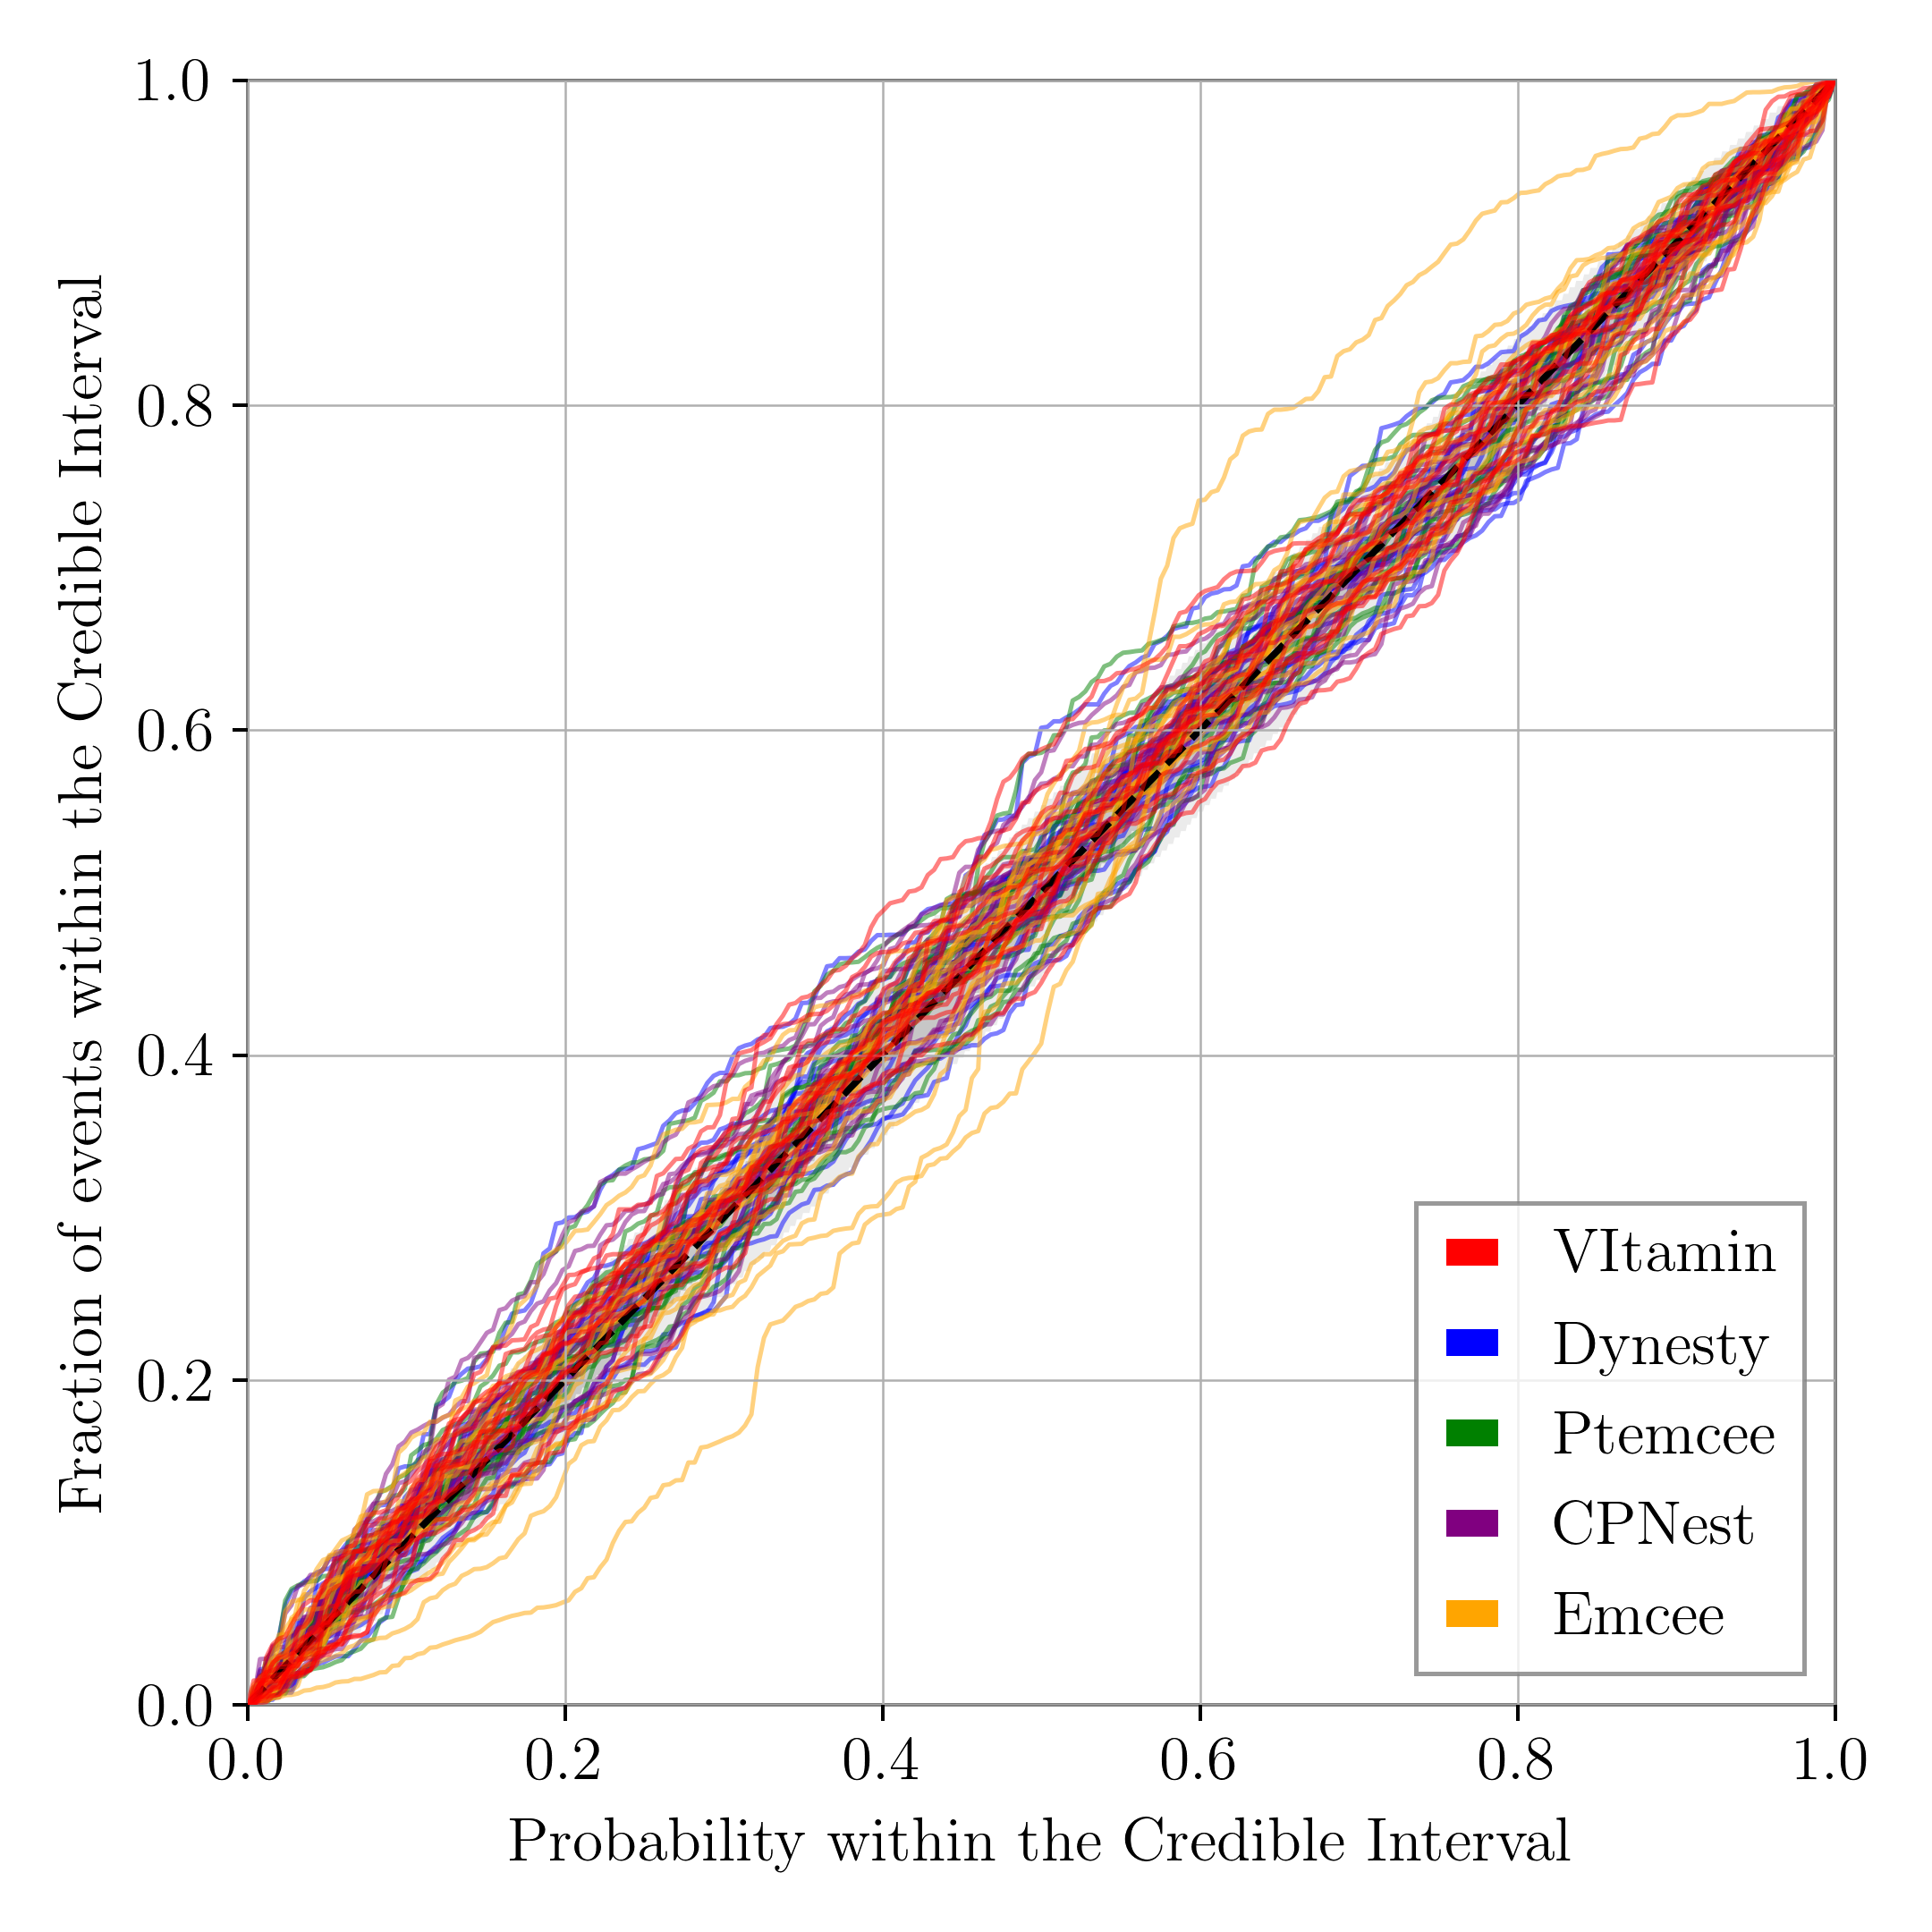 Fraction of events within the Credible Interval
1.0
0.8
0.6
0.4
0.2
0.0
0.0 0.2 0.4 0.6 0.8 1.0
Probability within the Credible Interval
VItamin
Dynesty
Ptemcee
CPNest
Emcee